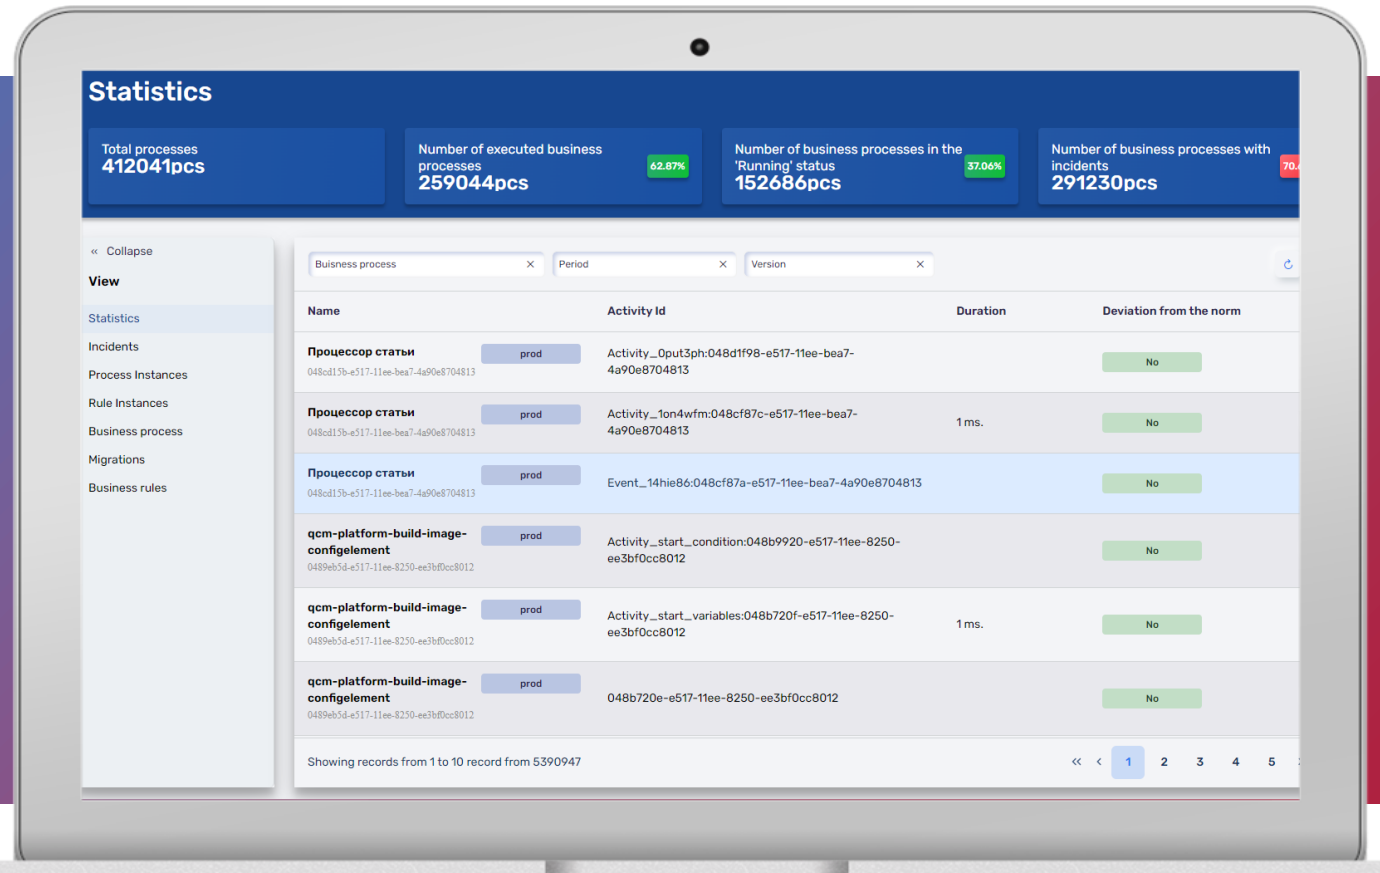 Statistics
Total processes
412041pcs
Number of executed business
processes
259044pcs
62.87%
Number of business processes in the
'Running' status
152686pcs
37.06%
Number of business processes with
incidents
291230pcs
« Collapse
View
Statistics
Incidents
Process Instances
Rule Instances
Business process
Migrations
Business rules
Buisness process
Period
Version
Name Activity Id Duration Deviation from the norm
Процессор статьи
048cd15b-e517-11ee-bea7-4a90e8704813
prod
Activity_0put3ph:048d1f98-e517-11ee-bea7-
4a90e8704813
No
Процессор статьи
048cd15b-e517-11ee-bea7-4a90e8704813
prod
Activity_1on4wfm:048cf87c-e517-11ee-bea7-
4a90e8704813
1 ms.
No
Процессор статьи
048cd15b-e517-11ee-bea7-4a90e8704813
prod
Event_14hie86:048cf87a-e517-11ee-bea7-4a90e8704813
No
qcm-platform-build-image-
configelement
0489eb5d-e517-11ee-8250-ee3bf0cc8012
prod
Activity_start_condition:048b9920-e517-11ee-8250-
ee3bf0cc8012
No
qcm-platform-build-image-
configelement
0489eb5d-e517-11ee-8250-ee3bf0cc8012
prod
Activity_start_variables:048b720f-e517-11ee-8250-
ee3bf0cc8012
1 ms.
No
qcm-platform-build-image-
configelement
0489eb5d-e517-11ee-8250-ee3bf0cc8012
prod
048b720e-e517-11ee-8250-ee3bf0cc8012
No
Showing records from 1 to 10 record from 5390947
« ‹ 1 2 3 4 5